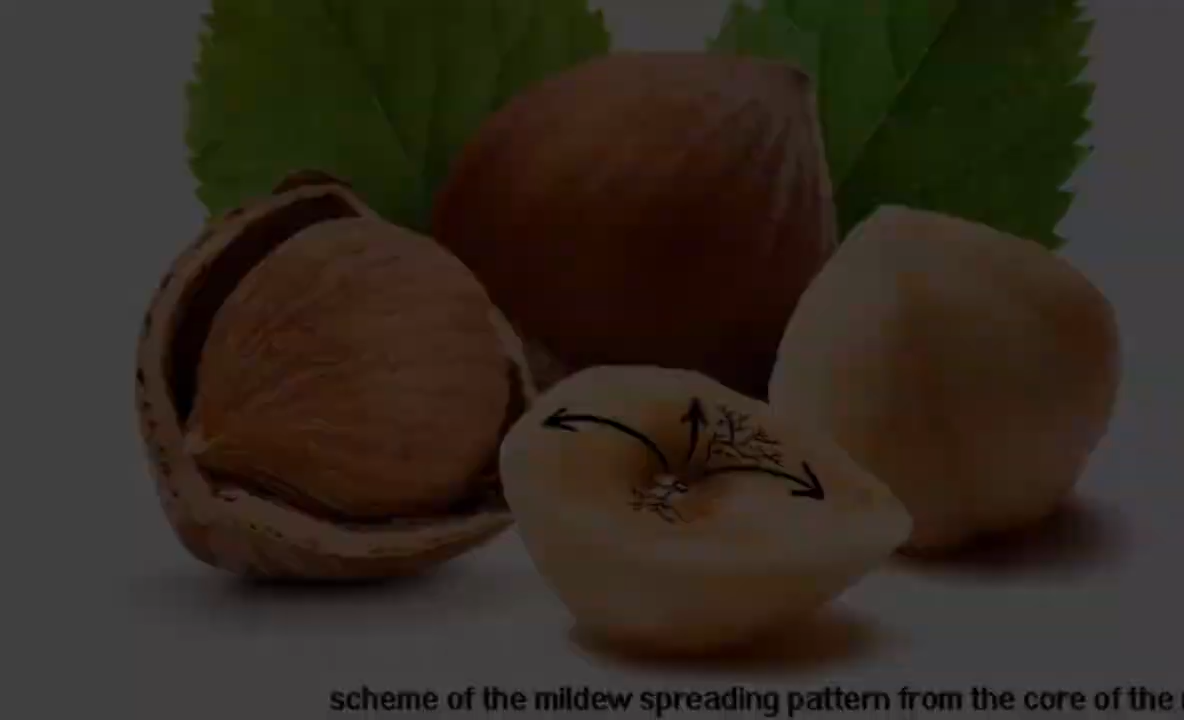 scheme of the mildew spreading pattern from the core of the